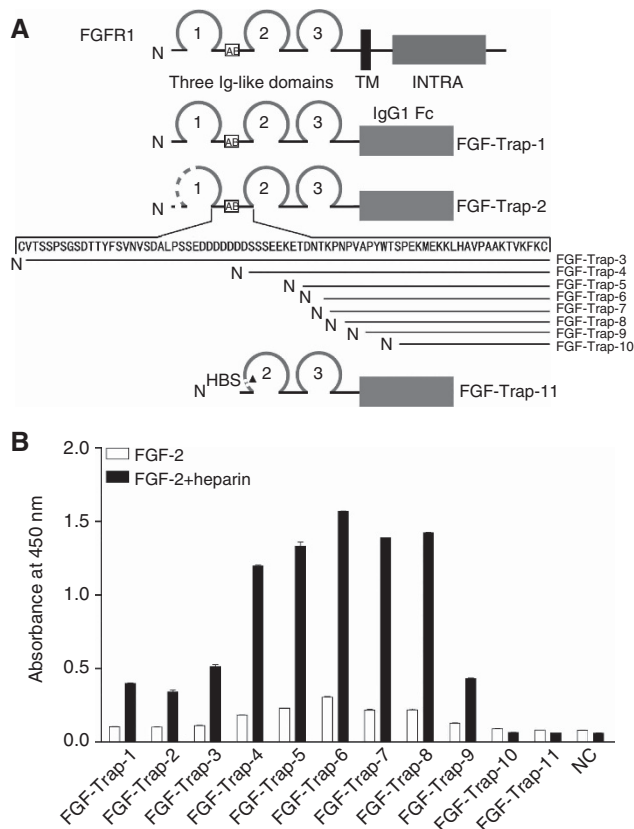 A
FGFR1
N
1
AB
2
3
Three Ig-like domains
TM
INTRA
IgG1 Fc
N
1
AB
2
3
FGF-Trap-1
N
1
AB
2
3
FGF-Trap-2
CVTSSPSGSDTTYFSVNVSDALPSSEDDDDDDDSSSEEKETDNTKPNPVAPYWTSPEKMEKKLHAVPAAKTVKFKC
N FGF-Trap-3
N FGF-Trap-4
N FGF-Trap-5
N FGF-Trap-6
N FGF-Trap-7
N FGF-Trap-8
N FGF-Trap-9
N FGF-Trap-10
N
HBS
2
3
FGF-Trap-11
B
FGF-2
FGF-2+heparin
Absorbance at 450 nm
2.0
1.5
1.0
0.5
0.0
FGF-Trap-1
FGF-Trap-2
FGF-Trap-3
FGF-Trap-4
FGF-Trap-5
FGF-Trap-6
FGF-Trap-7
FGF-Trap-8
FGF-Trap-9
FGF-Trap-10
FGF-Trap-11
NC